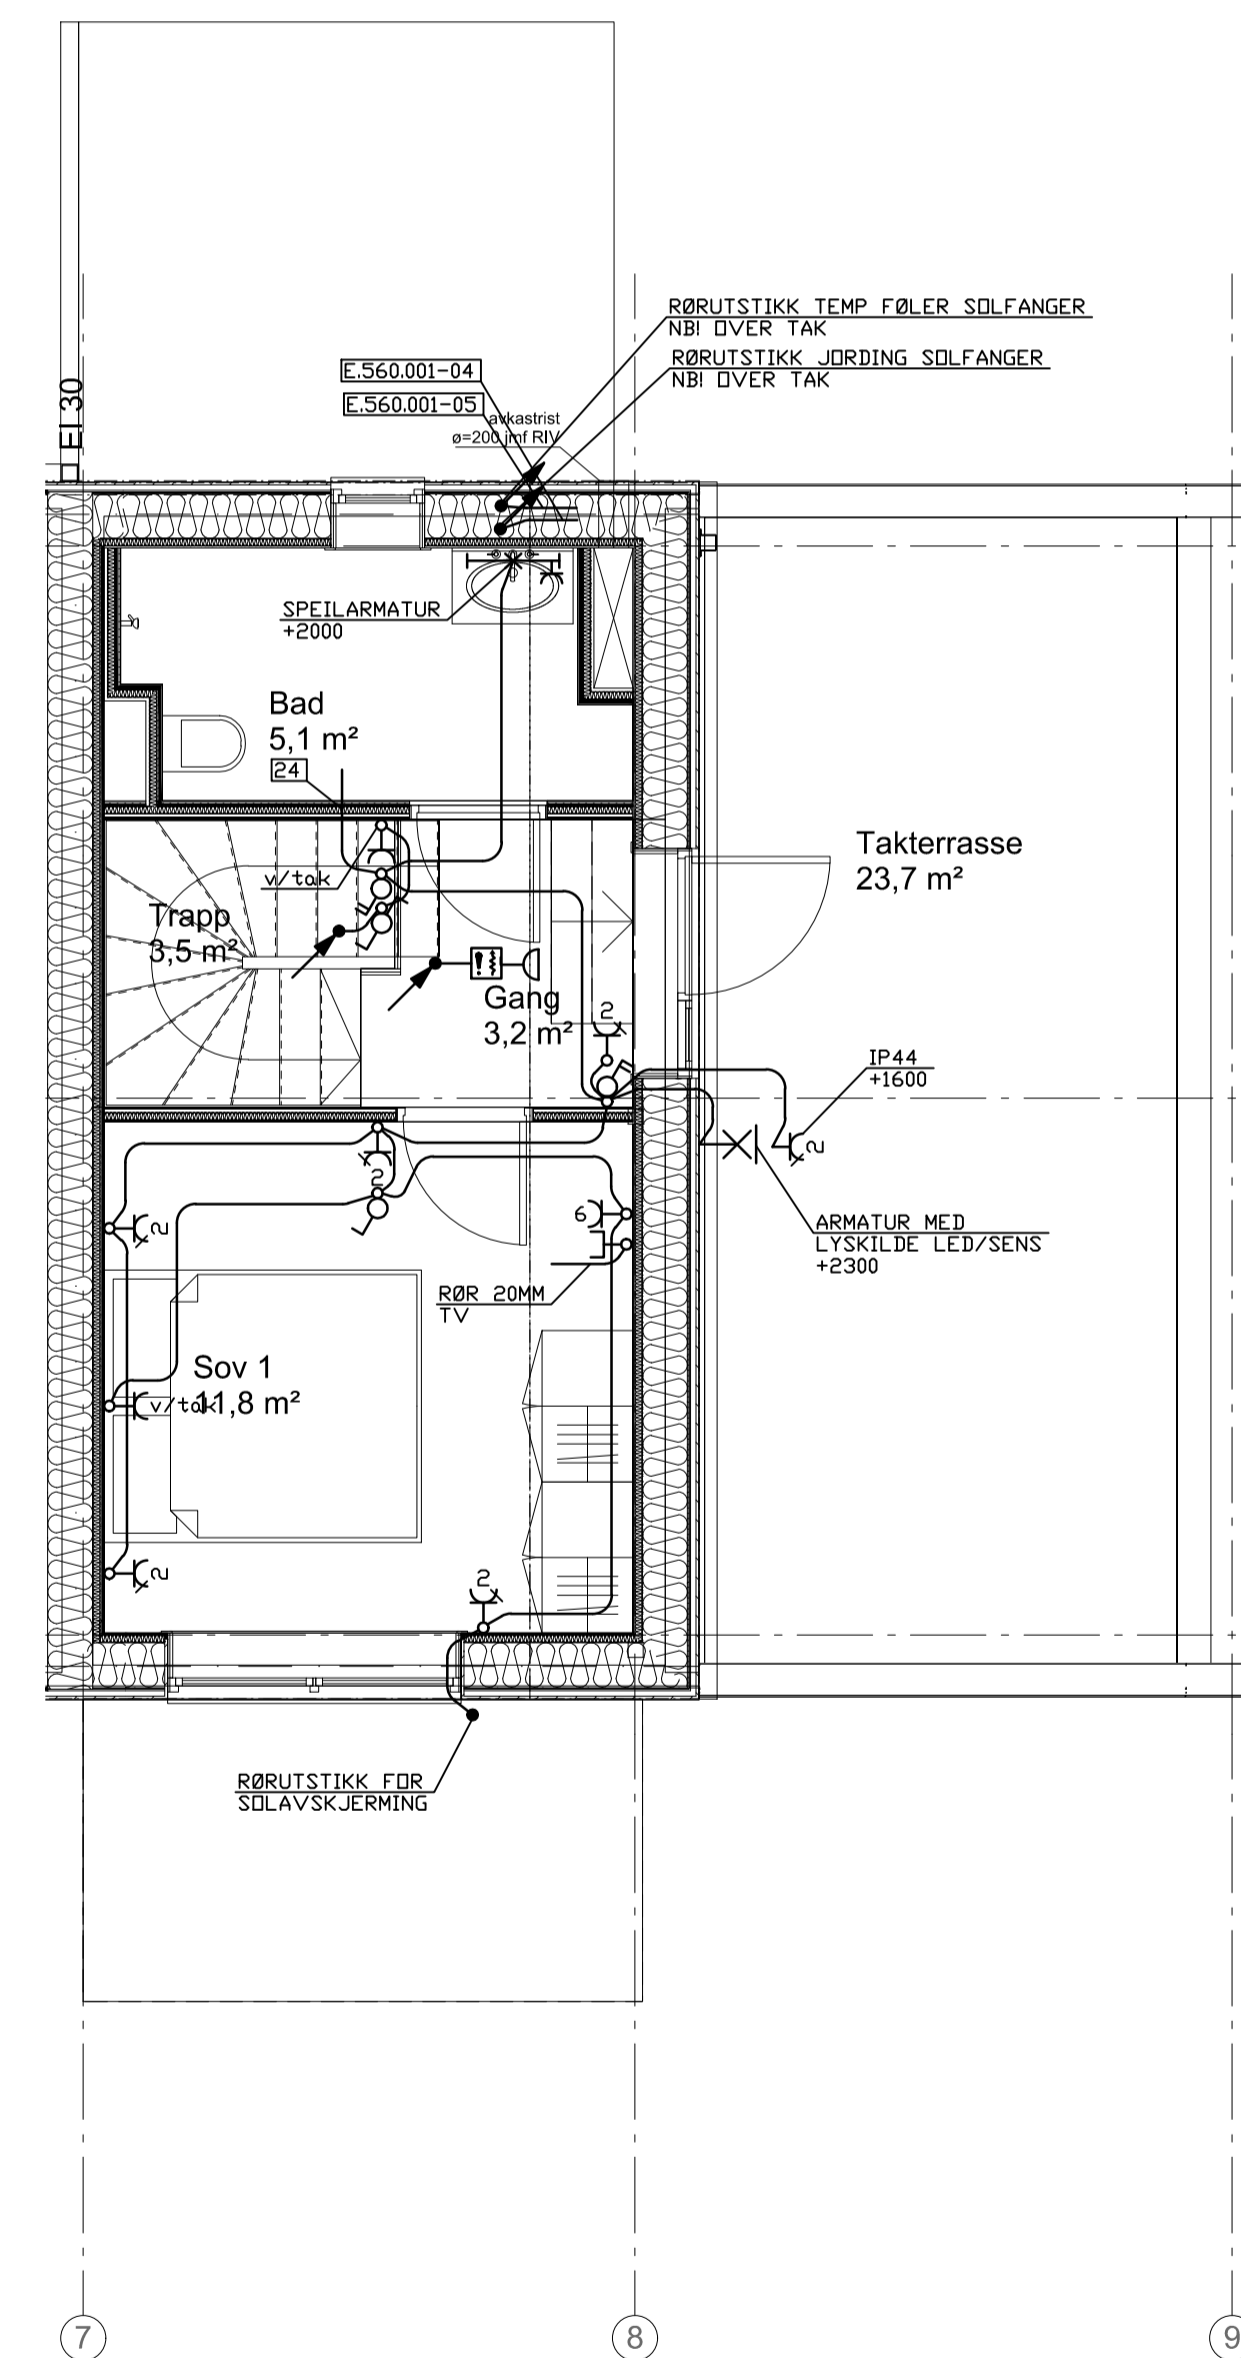 RØRUTSTIKK TEMP FØLER SOLFANGER
NB! OVER TAK
RØRUTSTIKK JORDING SOLFANGER
NB! OVER TAK
E.560.001-04
E.560.001-05
avkastrist
ø=200 jmf RIV
EI 30
SPEILARMATUR
+2000
Bad
5,1 m²
24
v/tak
Trapp
3,5 m²
Takterrasse
23,7 m²
Gang
3,2 m²
2
IP44
+1600
2
ARMATUR MED
LYSKILDE LED/SENS
+2300
2
2
6
RØR 20MM
TV
Sov 1
11,8 m²
v/tak
2
2
RØRUTSTIKK FOR
SOLAVSKJERMING
7
8
9